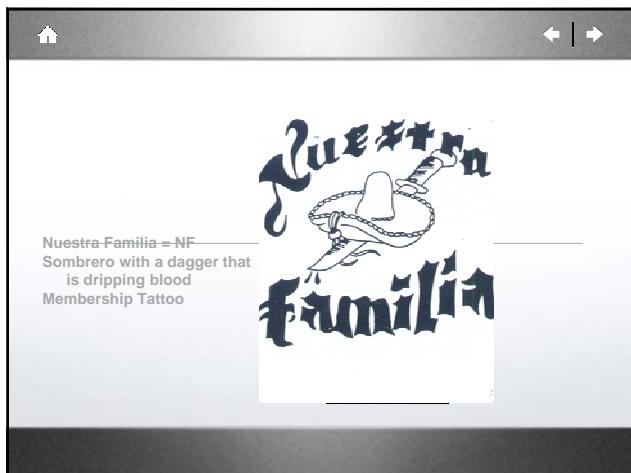 Nuestra
Familia
Nuestra Familia = NF
Sombrero with a dagger that
is dripping blood
Membership Tattoo